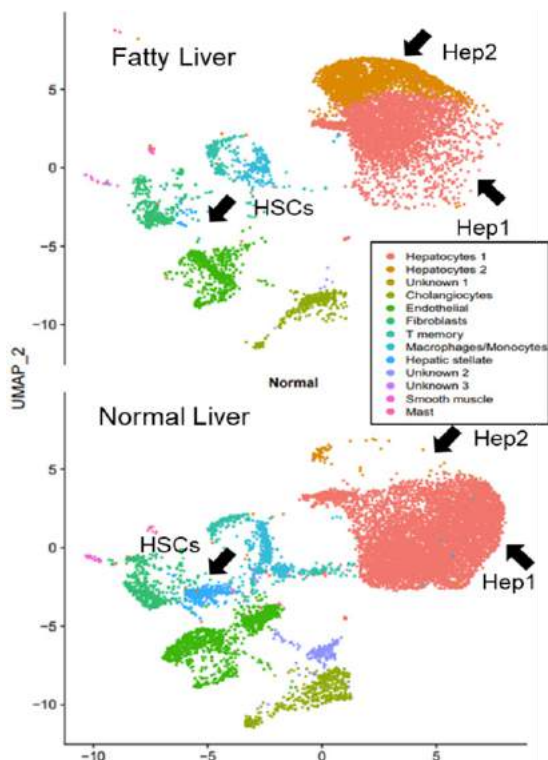 Fatty Liver
Hep2
5
0
HSCs
Hep1
-5
-10
Hepatocytes 1
Hepatocytes 2
Unknown 1
Cholangiocytes
Endothelial
Fibroblasts
T memory
Macrophages/Monocytes
Hepatic stellate
Unknown 2
Unknown 3
Smooth muscle
Mast
UMAP_2
Normal
Normal Liver
Hep2
5
HSCs
0
Hep1
-5
-10
-10 -5 0 5